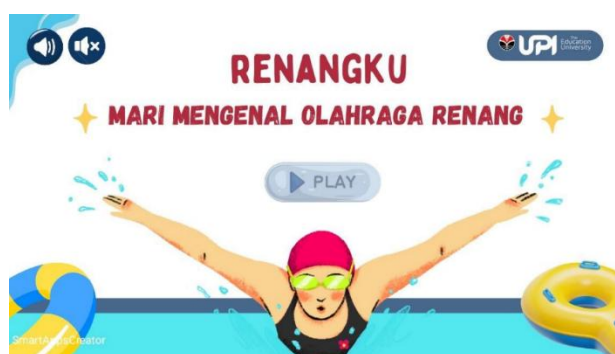 UPI The
Education
University
RENANGKU
MARI MENGENAL OLAHRAGA RENANG
PLAY
SmartAppsCreator